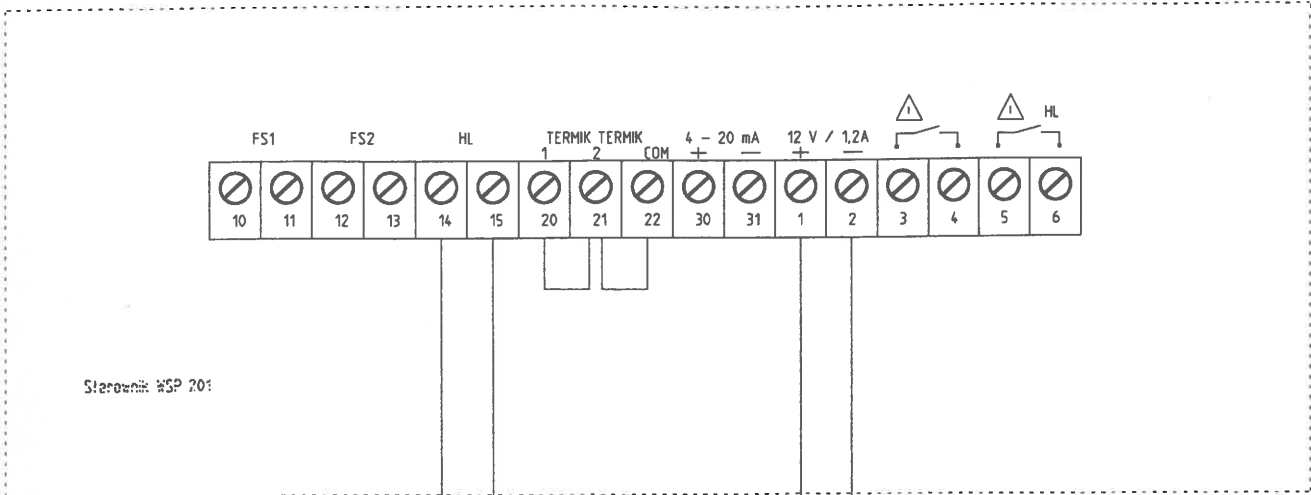 HL
FS1 FS2 HL TERMIK TERMIK 4 - 20 mA 12 V / 1,2A
1 2 COM + − + −
10 11 12 13 14 15 20 21 22 30 31 1 2 3 4 5 6
Sterownik WSP 201